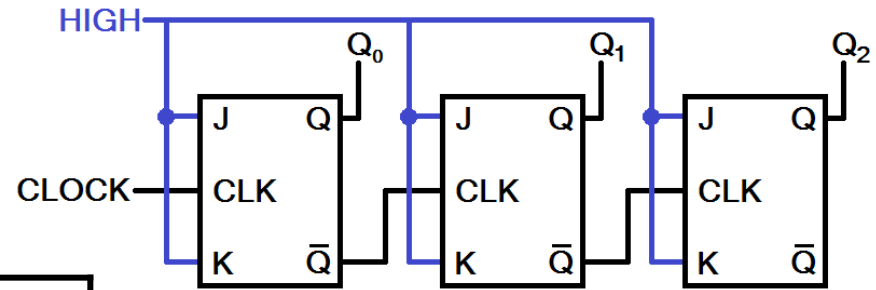 HIGH
Q₀ Q₁ Q₂
J Q J Q J Q
CLOCK CLK CLK CLK
K Q̅ K Q̅ K Q̅